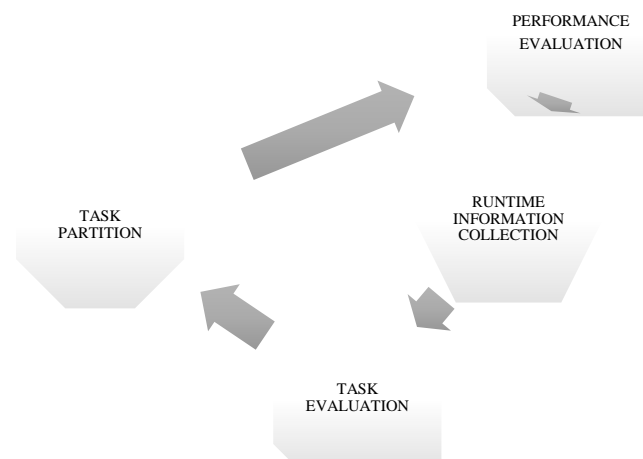 PERFORMANCE
EVALUATION
RUNTIME
INFORMATION
COLLECTION
TASK
PARTITION
TASK
EVALUATION